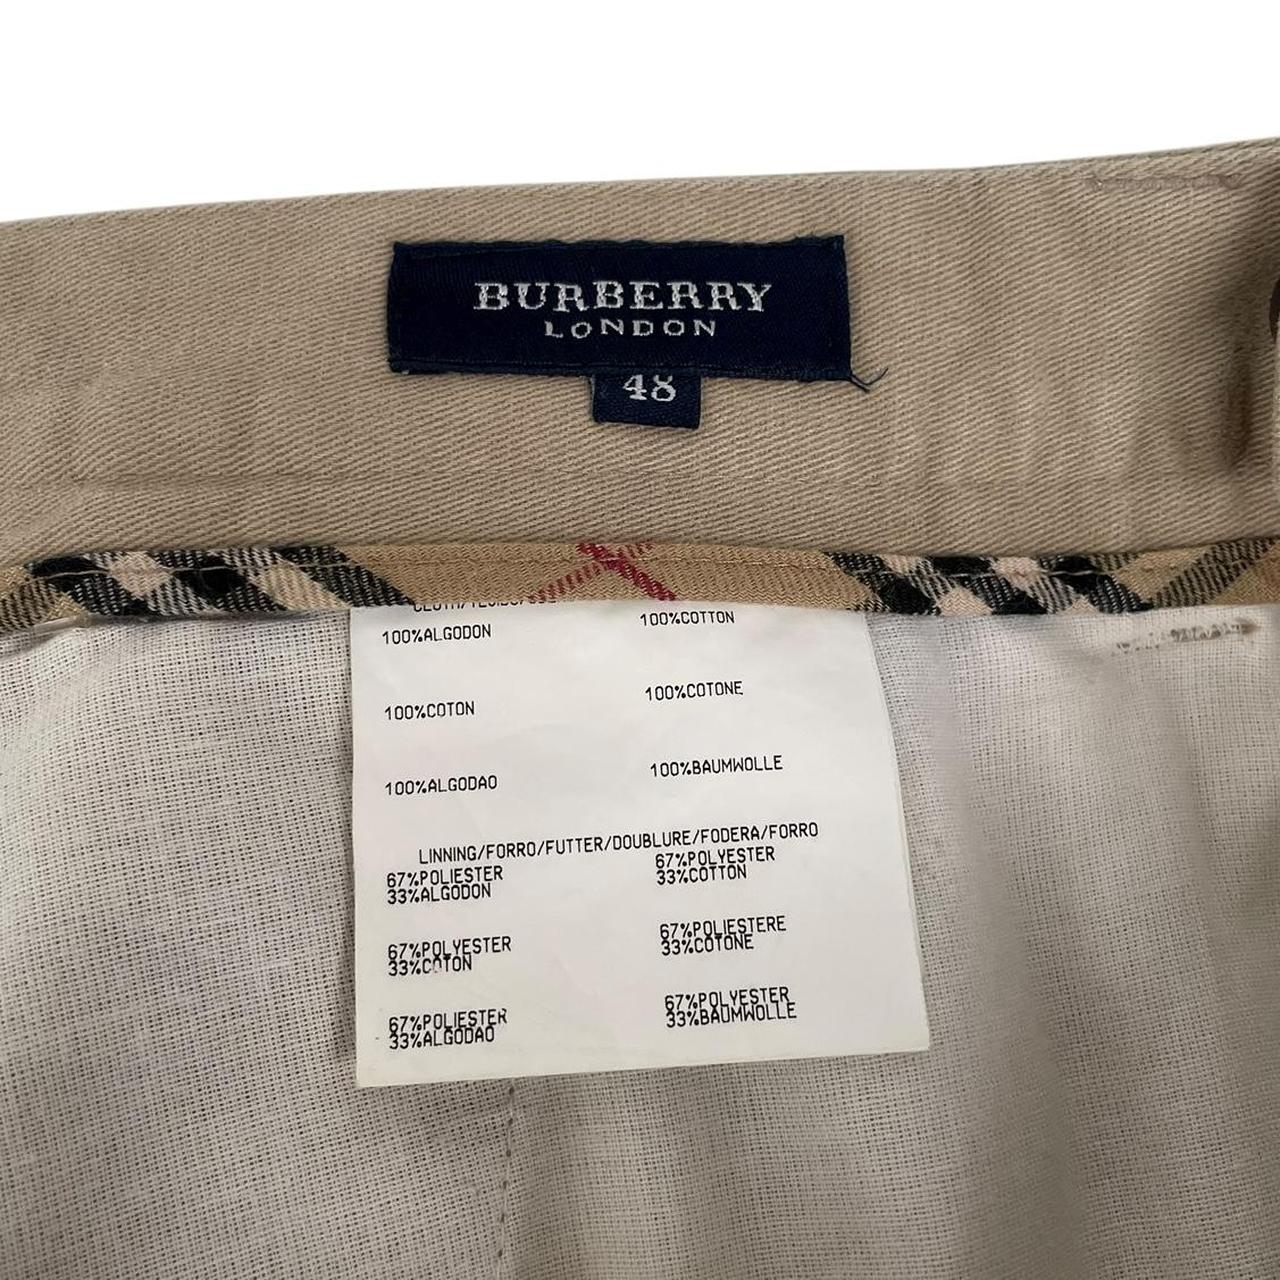 BURBERRY
LONDON
48
100%ALGODON 100%COTTON
100%COTON 100%COTONE
100%ALGODAO 100%BAUMWOLLE
LINNING/FORRO/FUTTER/DOUBLURE/FODERA/FORRO
67%POLIESTER 67%POLYESTER
33%ALGODON 33%COTTON
67%POLYESTER 67%POLIESTERE
33%COTON 33%COTONE
67%POLIESTER 67%POLYESTER
33%ALGODAO 33%BAUMWOLLE